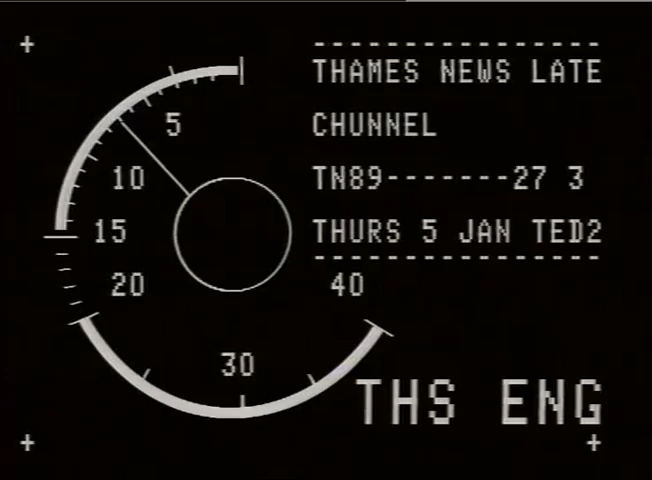 THAMES NEWS LATE
CHUNNEL
TN89-------27 3
THURS 5 JAN TED2
5
10
15
20
30
40
THS ENG